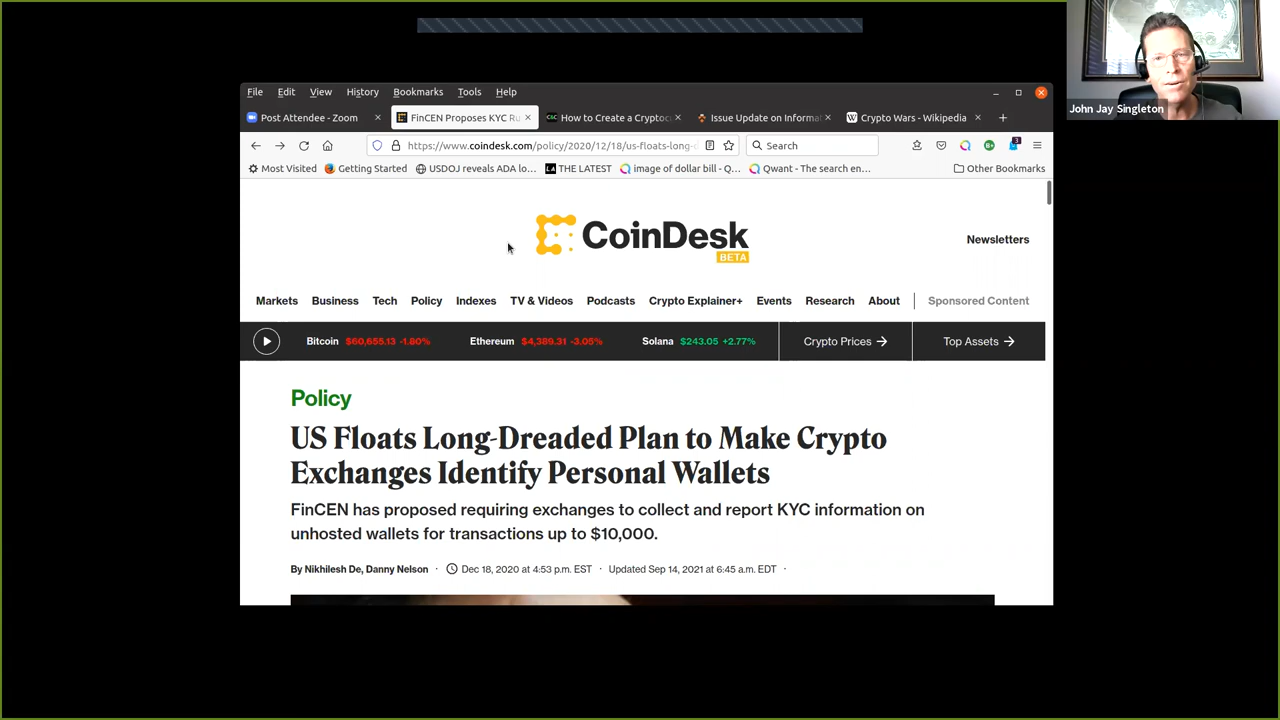 John Jay Singleton
File Edit View History Bookmarks Tools Help
Post Attendee - Zoom
FinCEN Proposes KYC Ru
How to Create a Cryptoc
Issue Update on Informat
Crypto Wars - Wikipedia
https://www.coindesk.com/policy/2020/12/18/us-floats-long-d
Search
Most Visited
Getting Started
USDOJ reveals ADA lo...
THE LATEST
image of dollar bill - Q...
Qwant - The search en...
Other Bookmarks
CoinDesk
BETA
Newsletters
Markets Business Tech Policy Indexes TV & Videos Podcasts Crypto Explainer+ Events Research About Sponsored Content
Bitcoin $60,655.13 -1.80% Ethereum $4,389.31 -3.05% Solana $243.05 +2.77% Crypto Prices → Top Assets →
Policy
US Floats Long-Dreaded Plan to Make Crypto
Exchanges Identify Personal Wallets
FinCEN has proposed requiring exchanges to collect and report KYC information on
unhosted wallets for transactions up to $10,000.
By Nikhilesh De, Danny Nelson · Dec 18, 2020 at 4:53 p.m. EST · Updated Sep 14, 2021 at 6:45 a.m. EDT ·